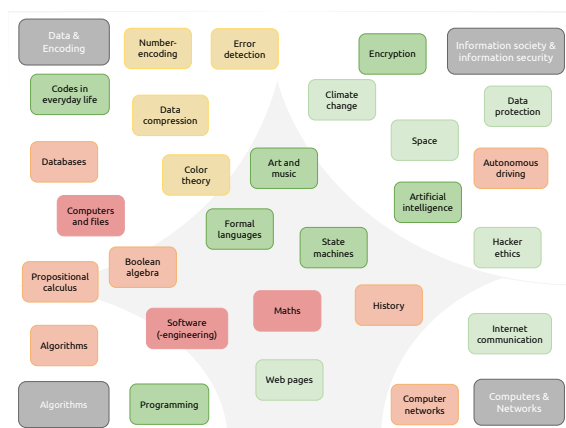 Data &
Encoding
Number-
encoding
Error
detection
Encryption
Information society &
information security
Codes in
everyday life
Data
compression
Climate
change
Data
protection
Space
Databases
Color
theory
Art and
music
Autonomous
driving
Artificial
intelligence
Computers
and files
Formal
languages
State
machines
Hacker
ethics
Boolean
algebra
Propositional
calculus
Software
(-engineering)
Maths
History
Internet
communication
Algorithms
Web pages
Algorithms
Programming
Computer
networks
Computers &
Networks